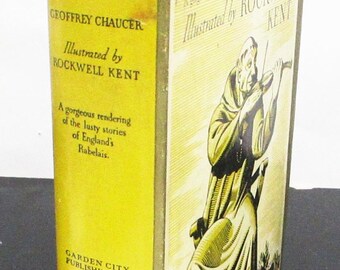 GEOFFREY CHAUCER
Illustrated by
ROCKWELL KENT
A gorgeous rendering
of the lusty stories
of England's
Rabelais.
GARDEN CITY
Illustrated by
KENT